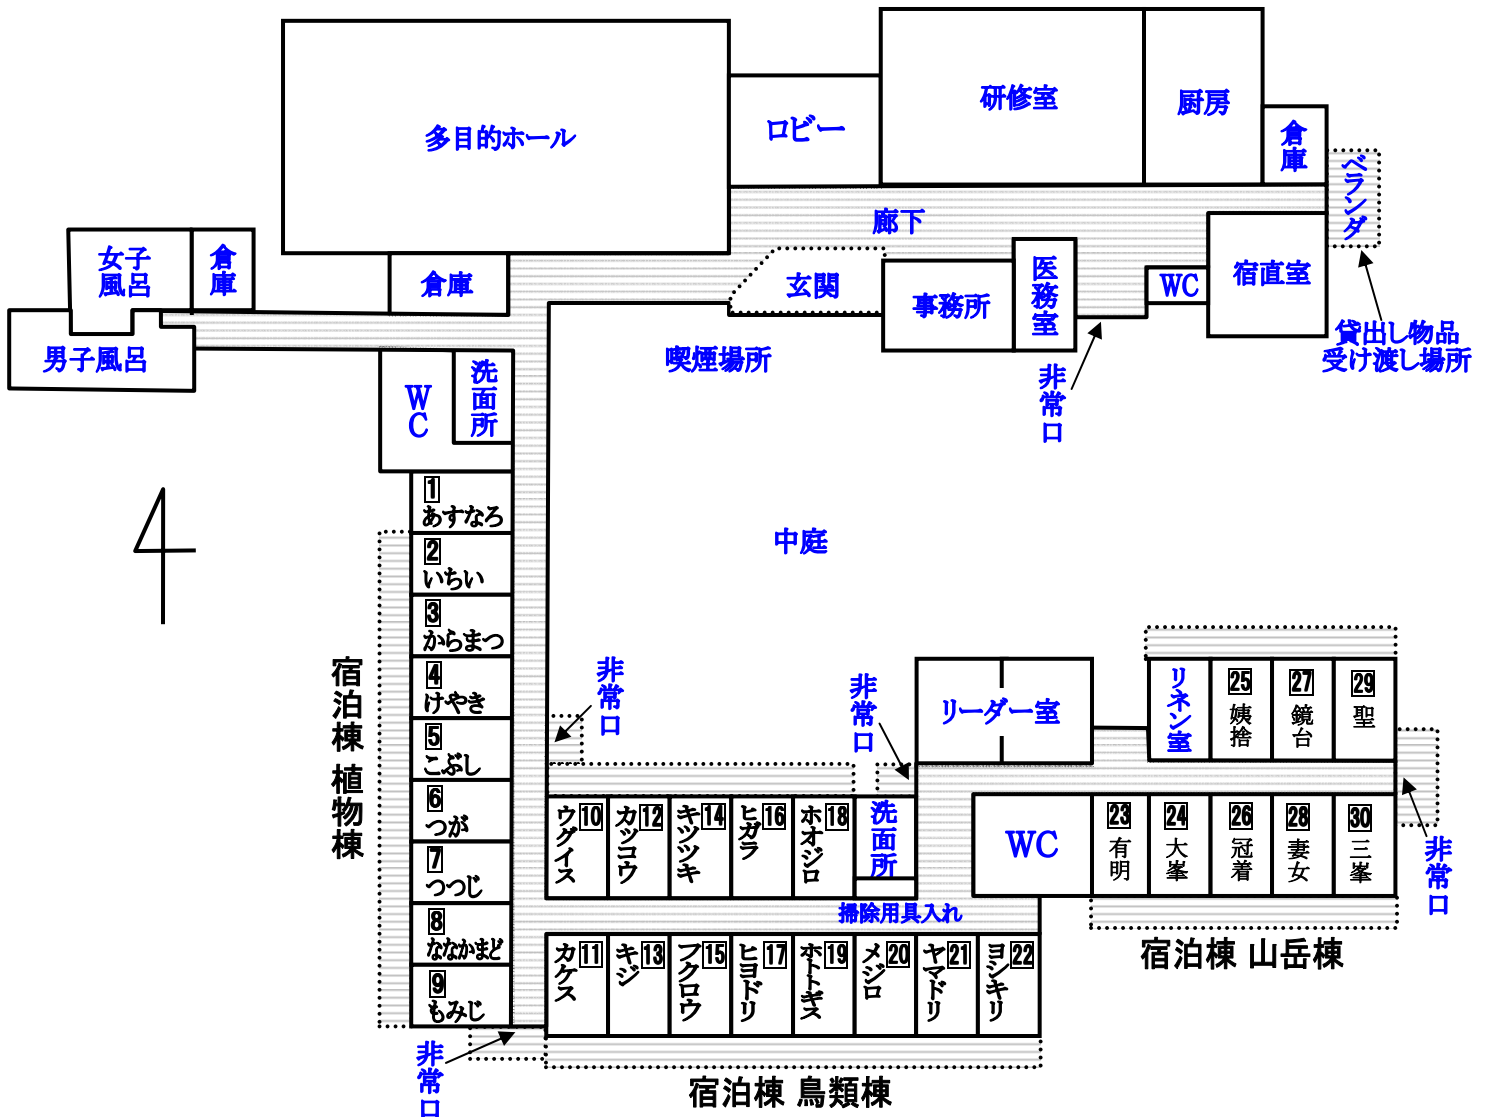 多目的ホール
ロビー
研修室
厨房
倉庫
ベランダ
廊下
女子
風呂
倉庫
倉庫
玄関
事務所
医務室
WC
宿直室
男子風呂
喫煙場所
貸出し物品
受け渡し場所
非常口
WC
洗面所
1
あすなろ
2
いちい
3
からまつ
4
けやき
5
こぶし
6
つが
7
つつじ
8
ななかまど
9
もみじ
宿泊棟 植物棟
中庭
非常口
非常口
リーダー室
リネン室
25
姨捨
27
鏡台
29
聖
10
ウグイス
12
カッコウ
14
キツツキ
16
ヒガラ
18
ホオジロ
洗面所
WC
23
有明
24
大峯
26
冠着
28
妻女
30
三峯
非常口
掃除用具入れ
宿泊棟 山岳棟
11
カケス
13
キジ
15
フクロウ
17
ヒヨドリ
19
ホトトギス
20
メジロ
21
ヤマドリ
22
ヨシキリ
非常口
宿泊棟 鳥類棟